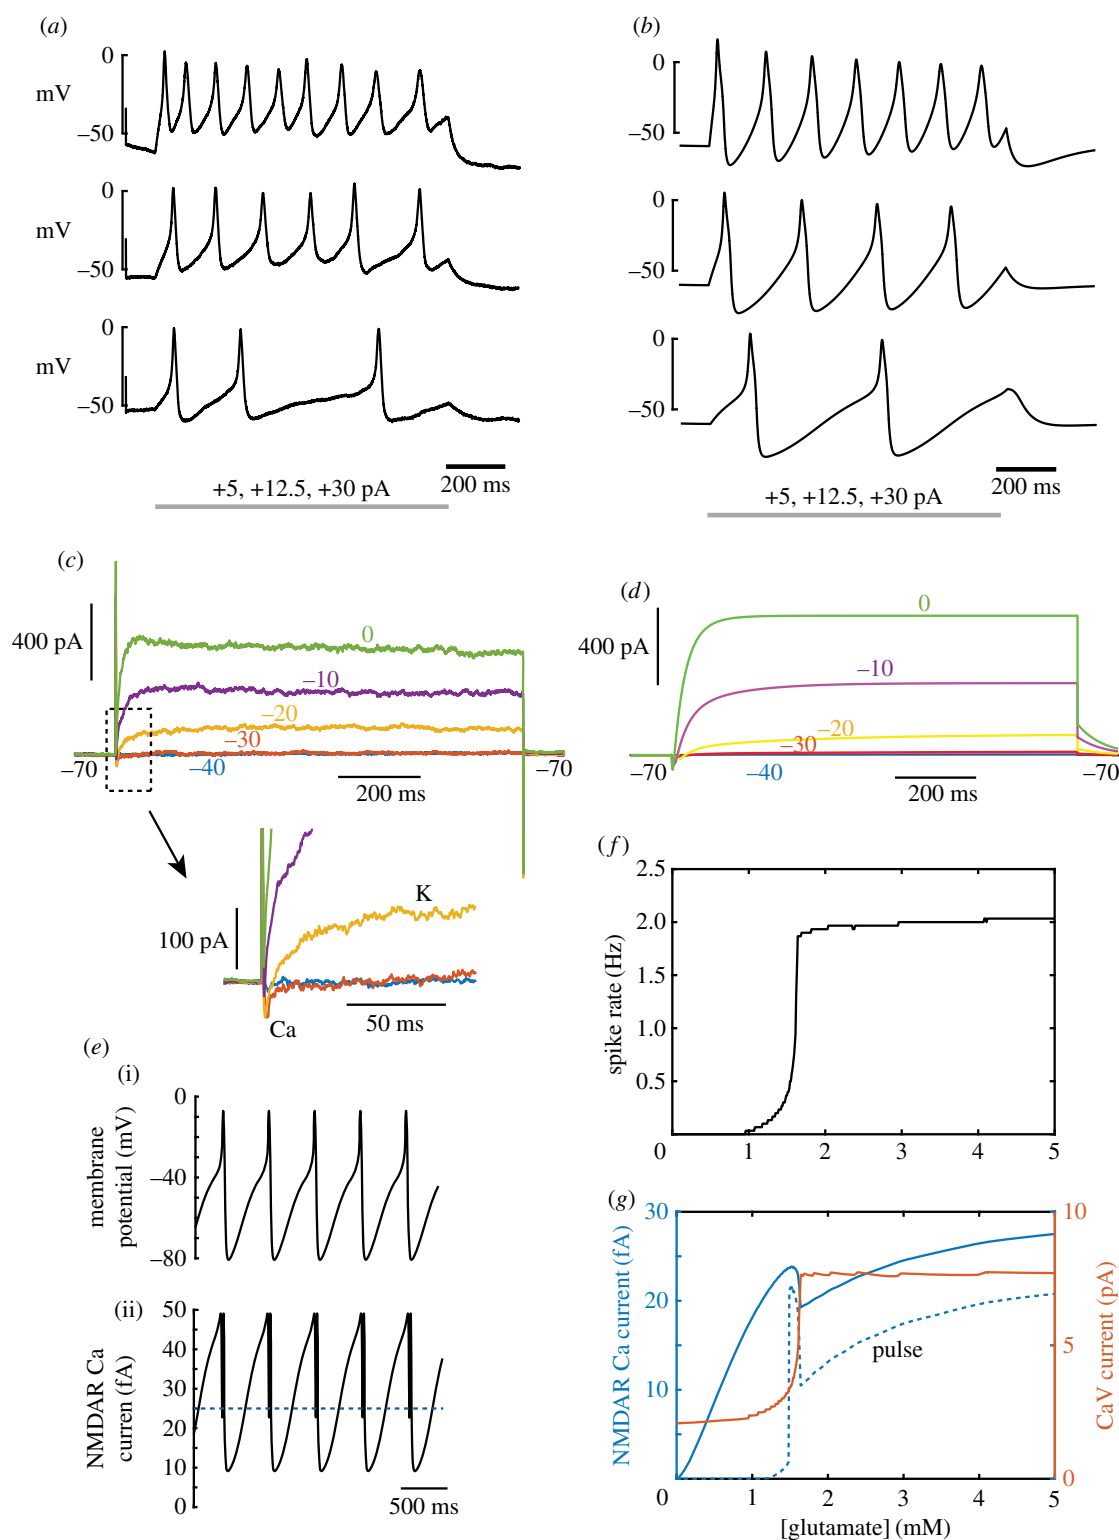 (a)
0
mV
−50
0
mV
−50
0
mV
−50
200 ms
+5, +12.5, +30 pA
(b)
0
−50
0
−50
0
−50
200 ms
+5, +12.5, +30 pA
(c)
400 pA
0
−10
−20
−30
−70
−40
−70
200 ms
K
100 pA
Ca
50 ms
(d)
400 pA
0
−10
−20
−30
−70
−40
−70
200 ms
(e)
(i)
0
−40
−80
membrane
potential (mV)
(ii)
50
40
30
20
10
0
NMDAR Ca
curren (fA)
500 ms
(f)
2.5
2.0
1.5
1.0
0.5
0
1
2
3
4
5
spike rate (Hz)
(g)
30
20
10
0
1
2
3
4
5
NMDAR Ca current (fA)
10
5
0
CaV current (pA)
pulse
[glutamate] (mM)